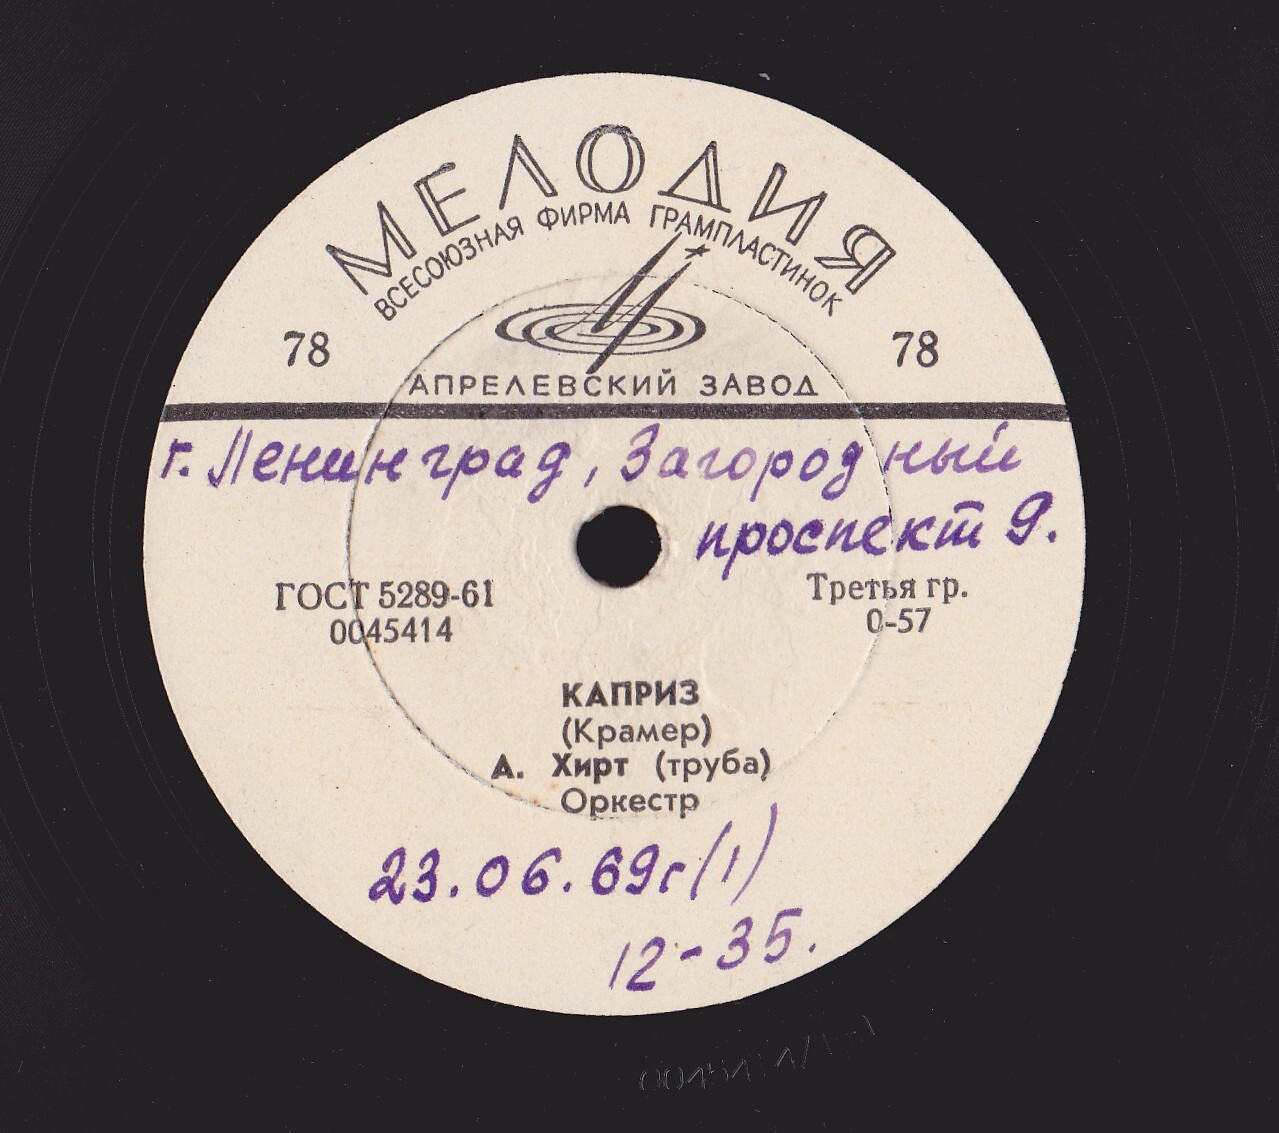 МЕЛОДИЯ
ВСЕСОЮЗНАЯ ФИРМА ГРАМПЛАСТИНОК
78 78
АПРЕЛЕВСКИЙ ЗАВОД
г. Ленинград, Загородный
проспект 9.
ГОСТ 5289-61
0045414
Третья гр.
0-57
КАПРИЗ
(Крамер)
А. Хирт (труба)
Оркестр
23.06.69г (1)
12-35.